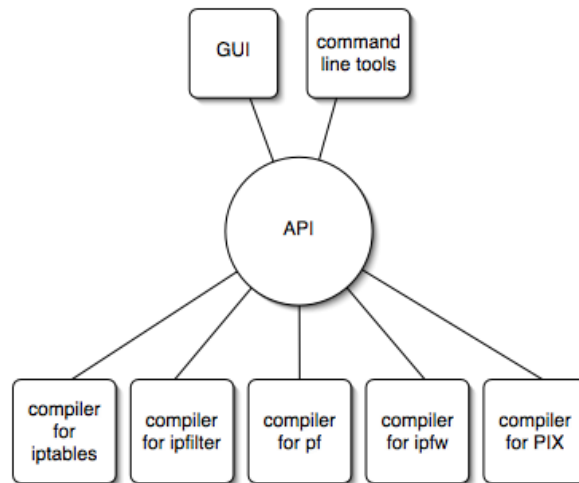 GUI
command
line tools
API
compiler
for
iptables
compiler
for ipfilter
compiler
for pf
compiler
for ipfw
compiler
for PIX